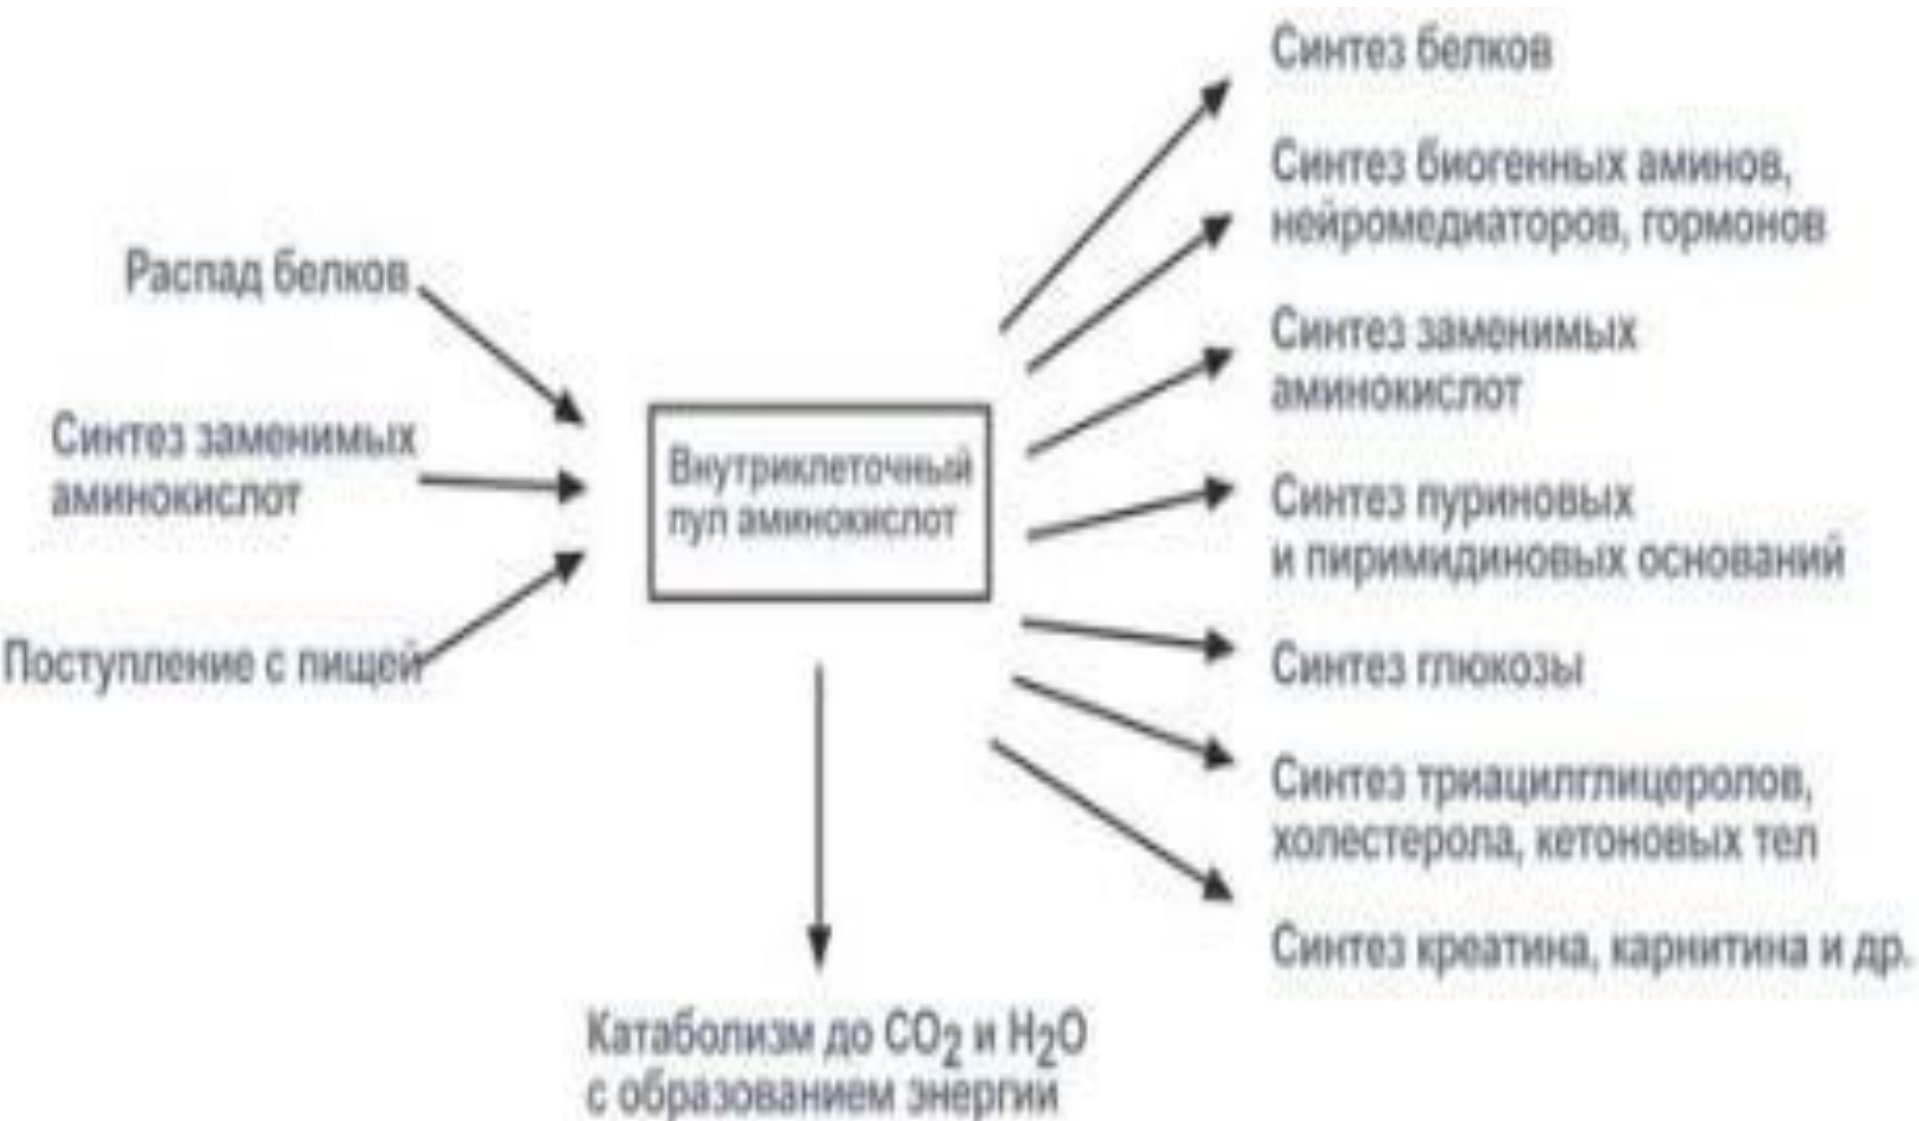 Распад белков
Синтез заменимых
аминокислот
Поступление с пищей
Внутриклеточный
пул аминокислот
Синтез белков
Синтез биогенных аминов,
нейромедиаторов, гормонов
Синтез заменимых
аминокислот
Синтез пуриновых
и пиримидиновых оснований
Синтез глюкозы
Синтез триацилглицеролов,
холестерола, кетоновых тел
Синтез креатина, карнитина и др.
Катаболизм до CO2 и H2O
с образованием энергии